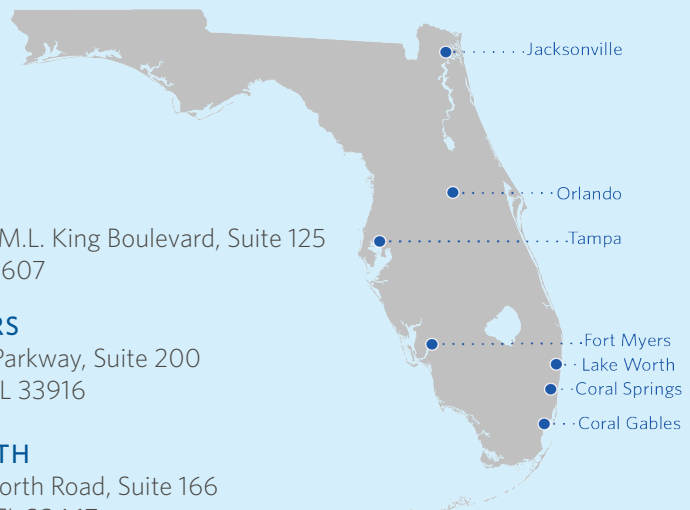 M.L. King Boulevard, Suite 125
607
RS
Parkway, Suite 200
L 33916
TH
orth Road, Suite 166
Jacksonville
Orlando
Tampa
Fort Myers
Lake Worth
Coral Springs
Coral Gables